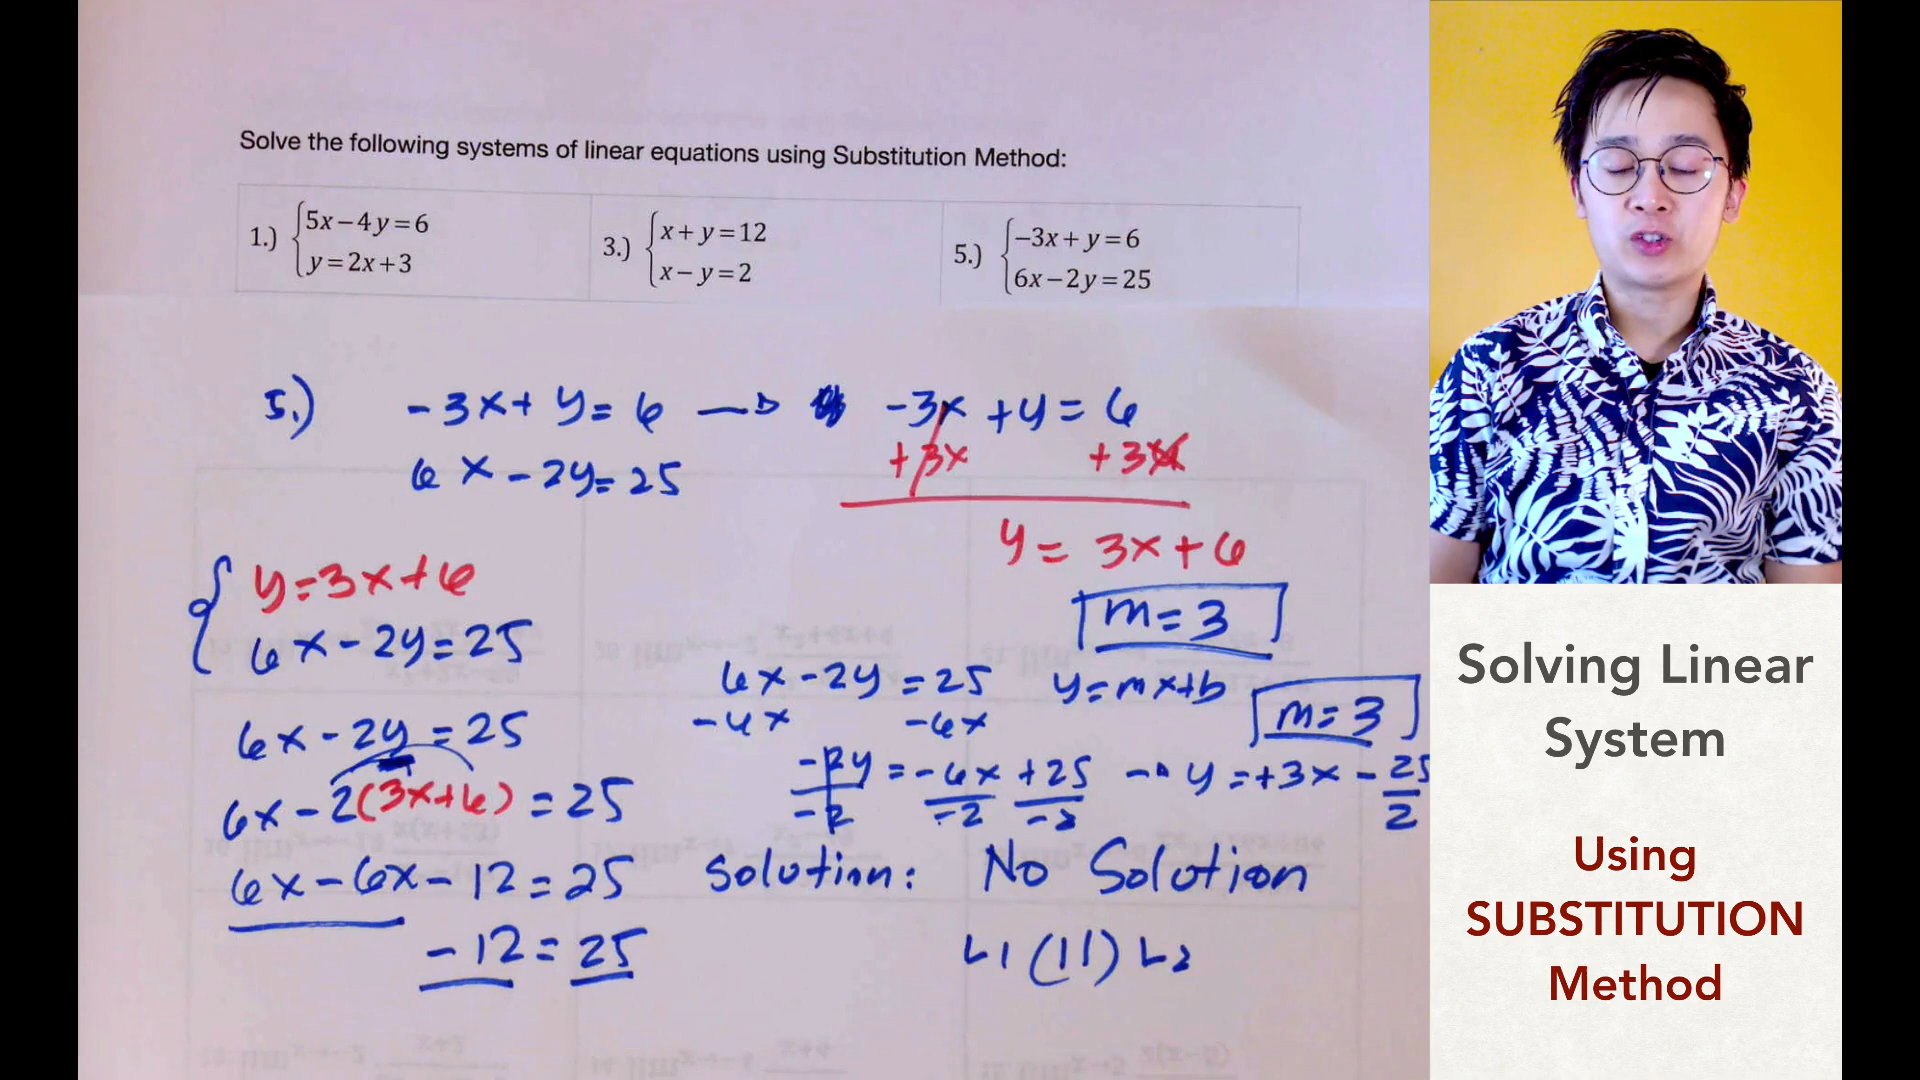 Solve the following systems of linear equations using Substitution Method:
1.) {5x – 4y = 6
y = 2x + 3
3.) {x + y = 12
x – y = 2
5.) {–3x + y = 6
6x – 2y = 25
5.) -3x + y = 6 → -3x + y = 6
+3x +3x
6x - 2y = 25
y = 3x + 6
m = 3
{y = 3x + 6
6x - 2y = 25
6x - 2y = 25
6x - 2(3x + 6) = 25
6x - 6x - 12 = 25
-12 = 25
6x - 2y = 25
-6x -6x
y = mx + b
m = 3
-2y = -6x + 25 → y = +3x - 25/2
-2 -2 -2
Solution: No Solution
L1 (||) L2
Solving Linear
System
Using
SUBSTITUTION
Method